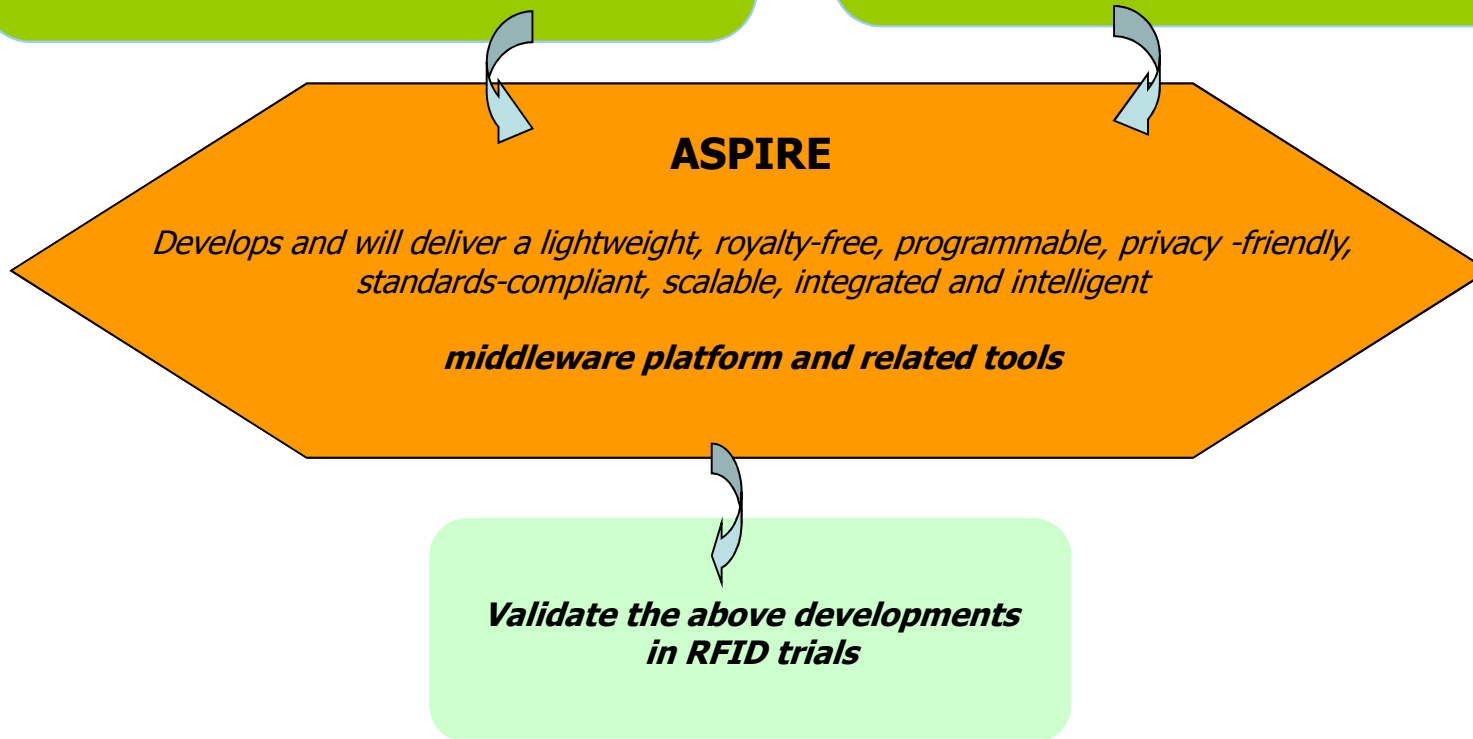 ASPIRE
Develops and will deliver a lightweight, royalty-free, programmable, privacy -friendly,
standards-compliant, scalable, integrated and intelligent
middleware platform and related tools
Validate the above developments
in RFID trials